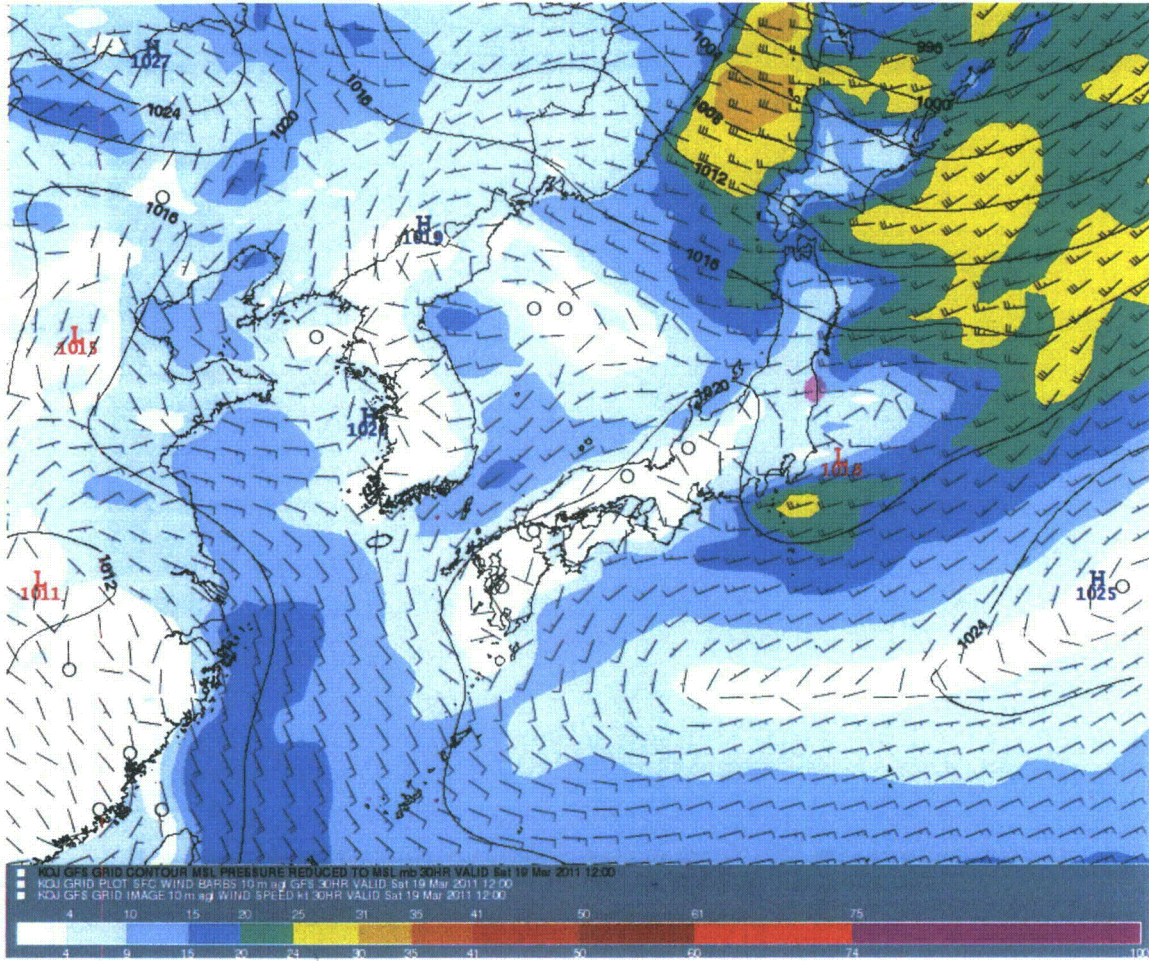 996
H
1027
1004
1016
1024
1020
1000
1008
1012
1016
H
1019
1016
L
1015
1020
H
L
1018
1012
L
1011
H
1025
1024
KOJ GFS GRID CONTOUR MSL PRESSURE REDUCED TO MSL mb 30HR VALID Sat 19 Mar 2011 12:00
KOJ GRID PLOT SFC WIND BARBS 10 m agl GFS 30HR VALID Sat 19 Mar 2011 12:00
KOJ GFS GRID IMAGE 10 m agl WIND SPEED kt 30HR VALID Sat 19 Mar 2011 12:00
4 10 15 20 25 31 35 41 50 61 75
4 9 15 20 24 30 34 40 50 60 74 100